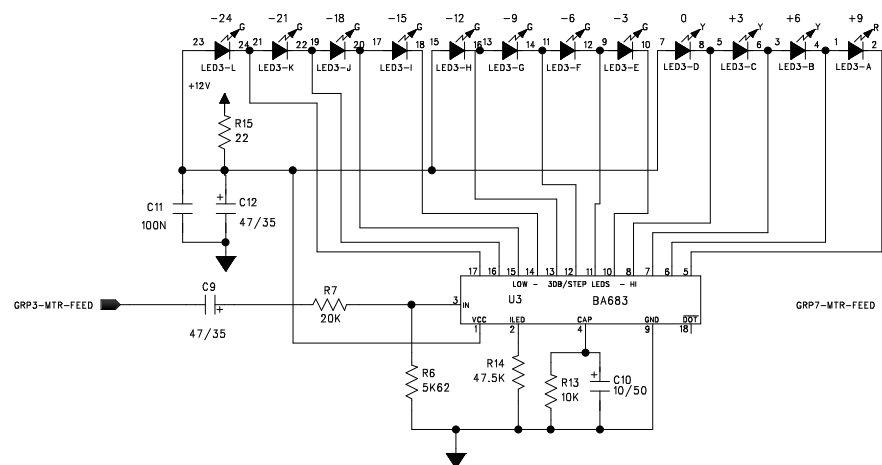 -24 -21 -18 -15 -12 -9 -6 -3 0 +3 +6 +9
G G G G G G G G Y Y Y R
23 24 21 22 19 20 17 18 15 16 13 14 11 12 9 10 7 8 5 6 3 4 1 2
LED3-L LED3-K LED3-J LED3-I LED3-H LED3-G LED3-F LED3-E LED3-D LED3-C LED3-B LED3-A
+12V
R15
22
C11
100N
+
C12
47/35
17 16 15 14 13 12 11 10 8 7 6 5
LOW - 3DB/STEP LEDS - HI
U3 BA683
3 IN
VCC ILED CAP GND DOT
1 2 4 9 18
GRP3-MTR-FEED
C9
+
47/35
R7
20K
GRP7-MTR-FEED
R6
5K62
R14
47.5K
R13
10K
+
C10
10/50